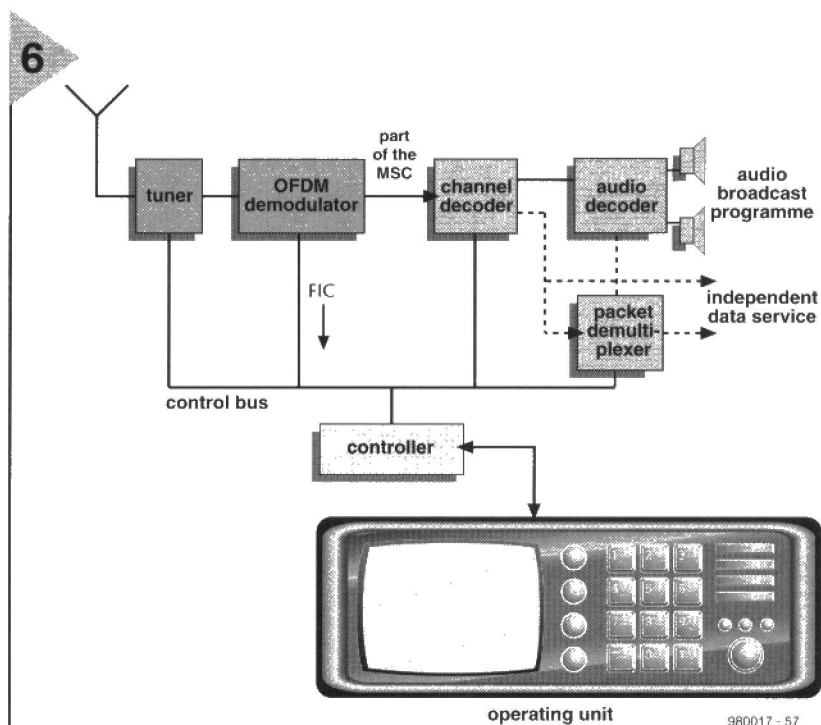 6
part
of the
MSC
tuner
OFDM
demodulator
channel
decoder
audio
decoder
audio
broadcast
programme
FIC
packet
demulti-
plexer
independent
data service
control bus
controller
operating unit
980017 - 57